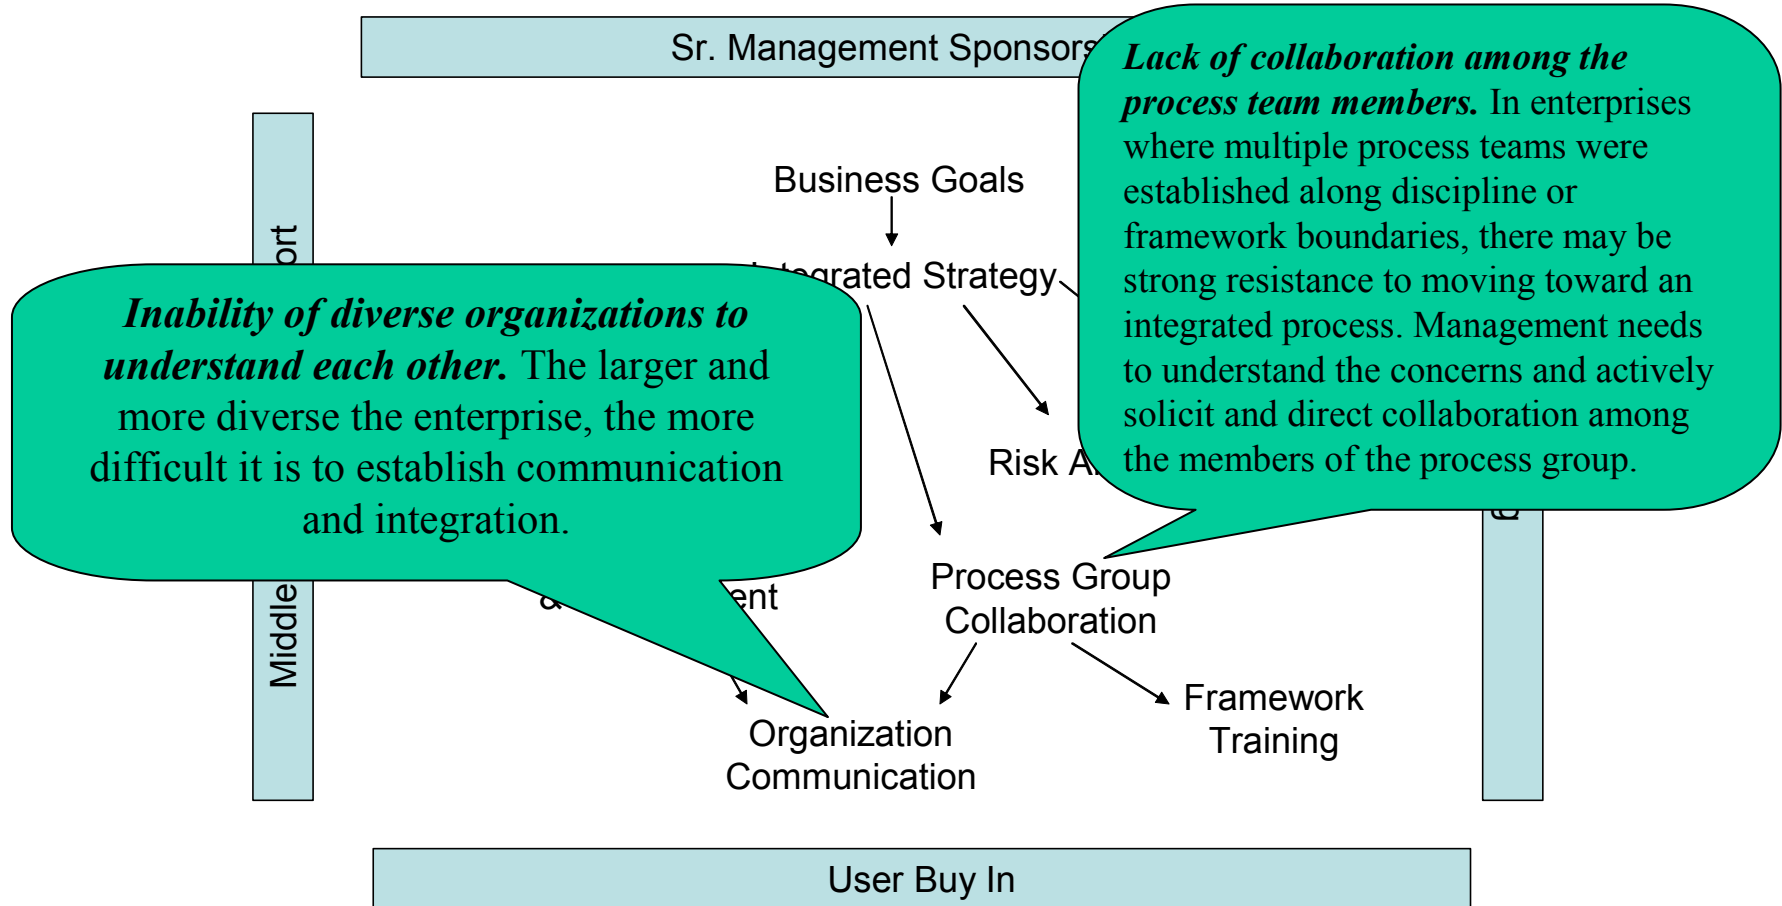 Sr. Management
Lack of collaboration among the
process team members. In enterprises
where multiple process teams were
established along discipline or
framework boundaries, there may be
strong resistance to moving toward an
integrated process. Management needs
to understand the concerns and actively
solicit and direct collaboration among
the members of the process group.
Business Goals
Strategy
Inability of diverse organizations to
understand each other. The larger and
more diverse the enterprise, the more
difficult it is to establish communication
and integration.
Middle
Risk
&
Process Group
Collaboration
Framework
Training
Organization
Communication
User Buy In